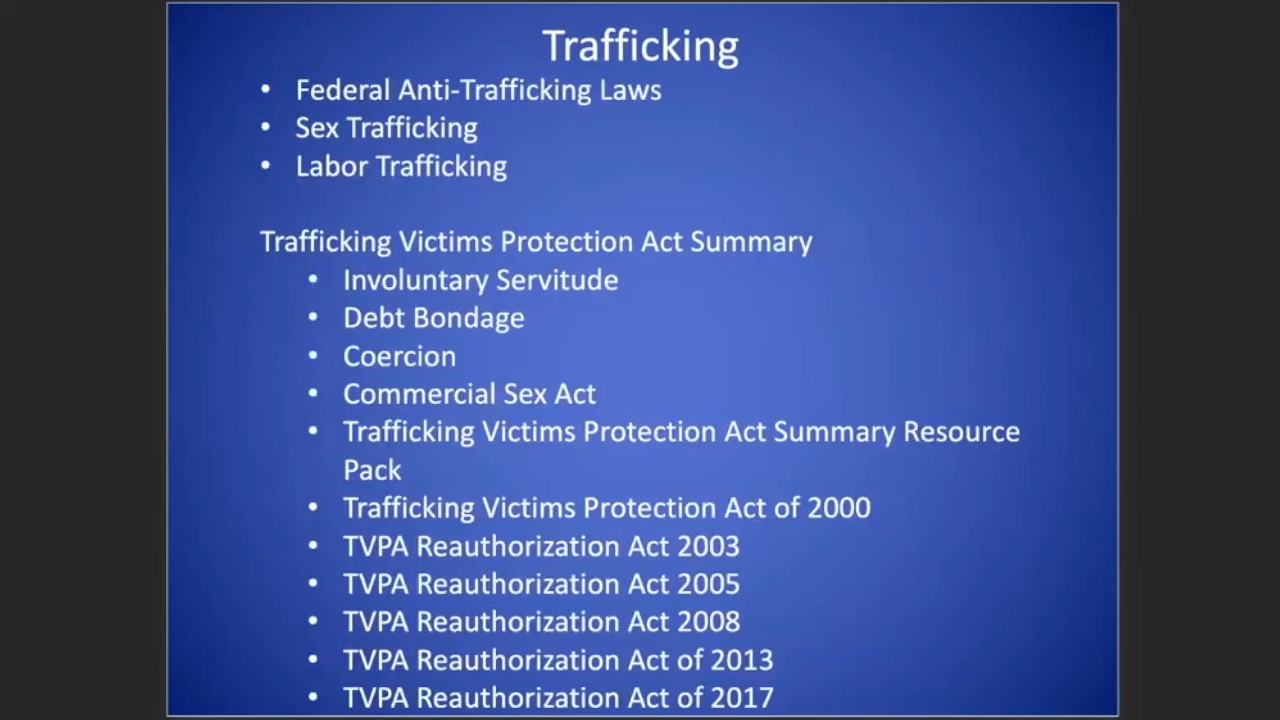 Trafficking
• Federal Anti-Trafficking Laws
• Sex Trafficking
• Labor Trafficking
Trafficking Victims Protection Act Summary
• Involuntary Servitude
• Debt Bondage
• Coercion
• Commercial Sex Act
• Trafficking Victims Protection Act Summary Resource
Pack
• Trafficking Victims Protection Act of 2000
• TVPA Reauthorization Act 2003
• TVPA Reauthorization Act 2005
• TVPA Reauthorization Act 2008
• TVPA Reauthorization Act of 2013
• TVPA Reauthorization Act of 2017